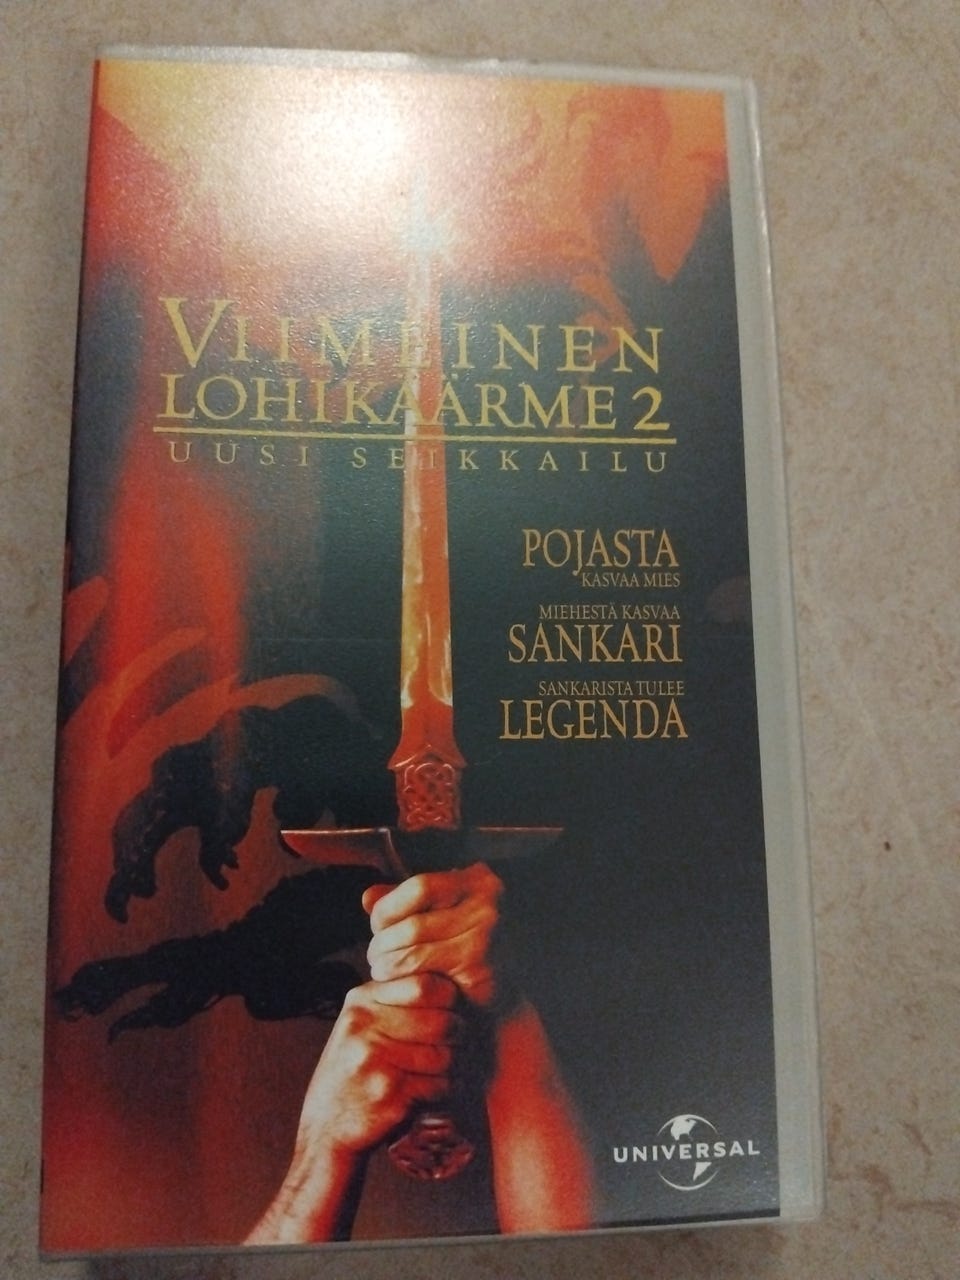 VIIMEINEN
LOHIKÄÄRME 2
UUSI SEIKKAILU
POJASTA
KASVAA MIES
MIEHESTÄ KASVAA
SANKARI
SANKARISTA TULEE
LEGENDA
UNIVERSAL